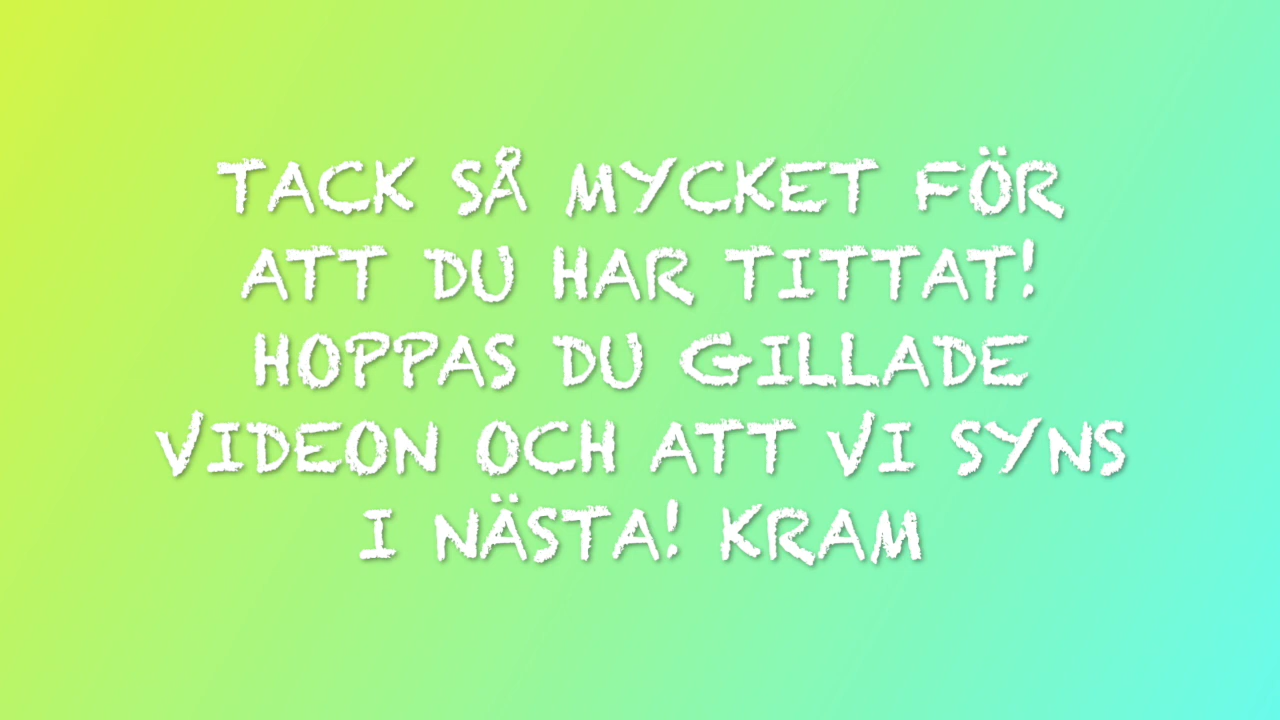 TACK SÅ MYCKET FÖR
ATT DU HAR TITTAT!
HOPPAS DU GILLADE
VIDEON OCH ATT VI SYNS
I NÄSTA! KRAM